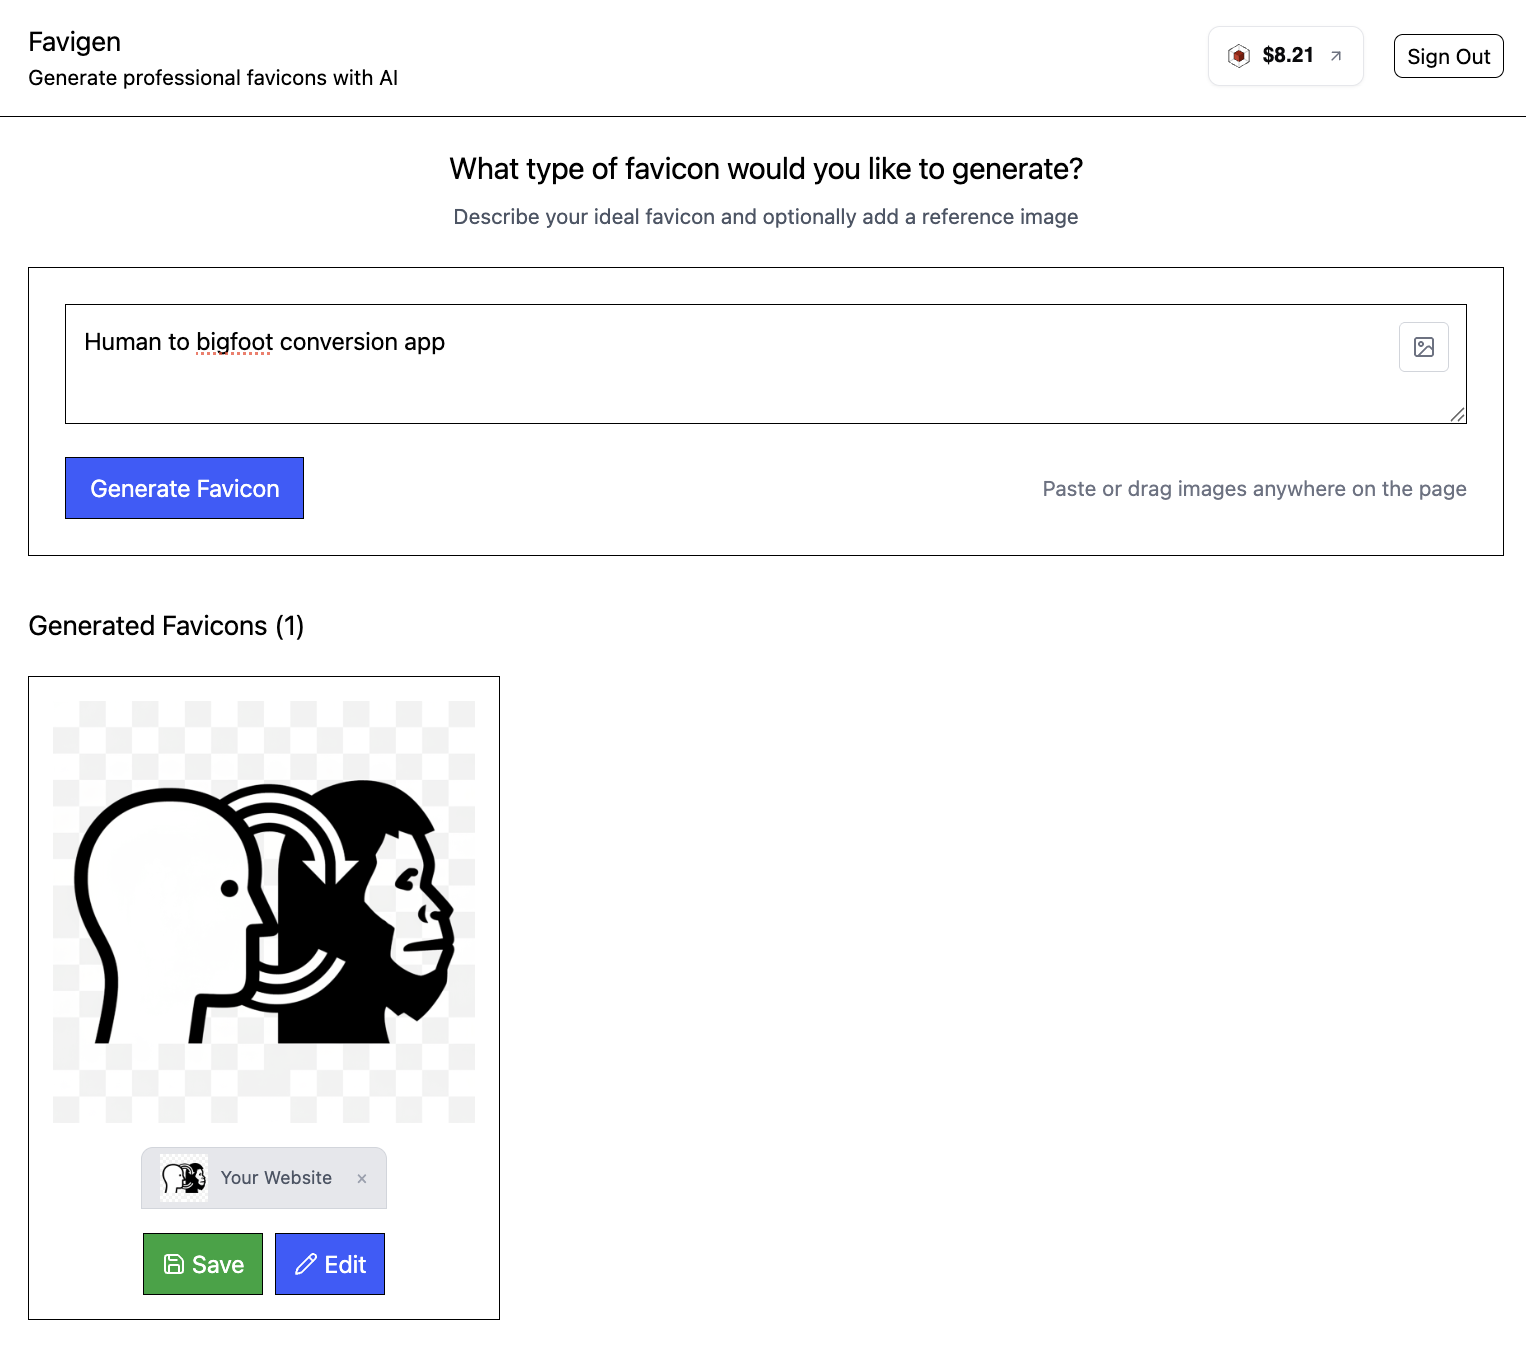 Favigen
Generate professional favicons with AI
$8.21
Sign Out
What type of favicon would you like to generate?
Describe your ideal favicon and optionally add a reference image
Human to bigfoot conversion app
Generate Favicon
Paste or drag images anywhere on the page
Generated Favicons (1)
Your Website ×
Save
Edit